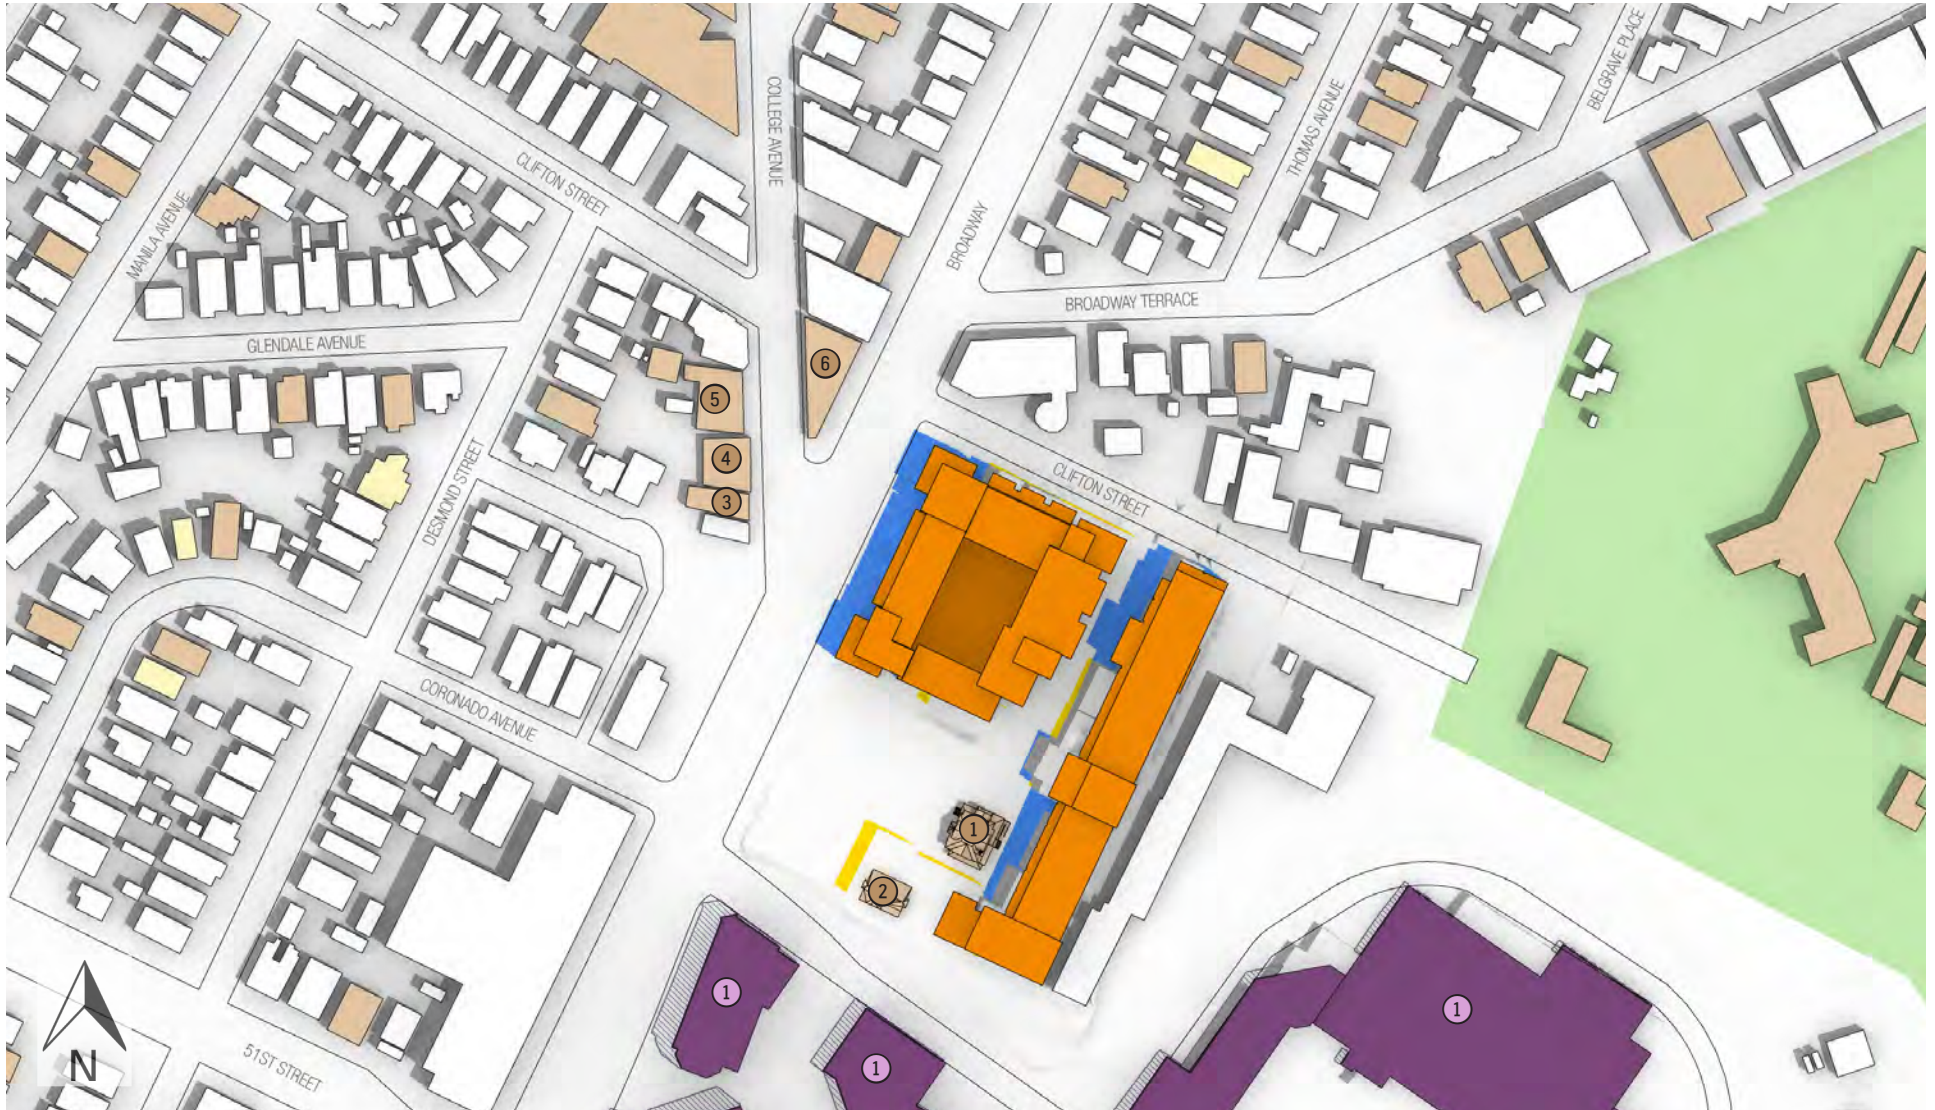 COLLEGE AVENUE
THOMAS AVENUE
BELGRAVE PLACE
CLIFTON STREET
MANILA AVENUE
BROADWAY
BROADWAY TERRACE
GLENDALE AVENUE
6
5
4
3
DESMOND STREET
CLIFTON STREET
CORONADO AVENUE
1
2
1
1
1
51ST STREET
N